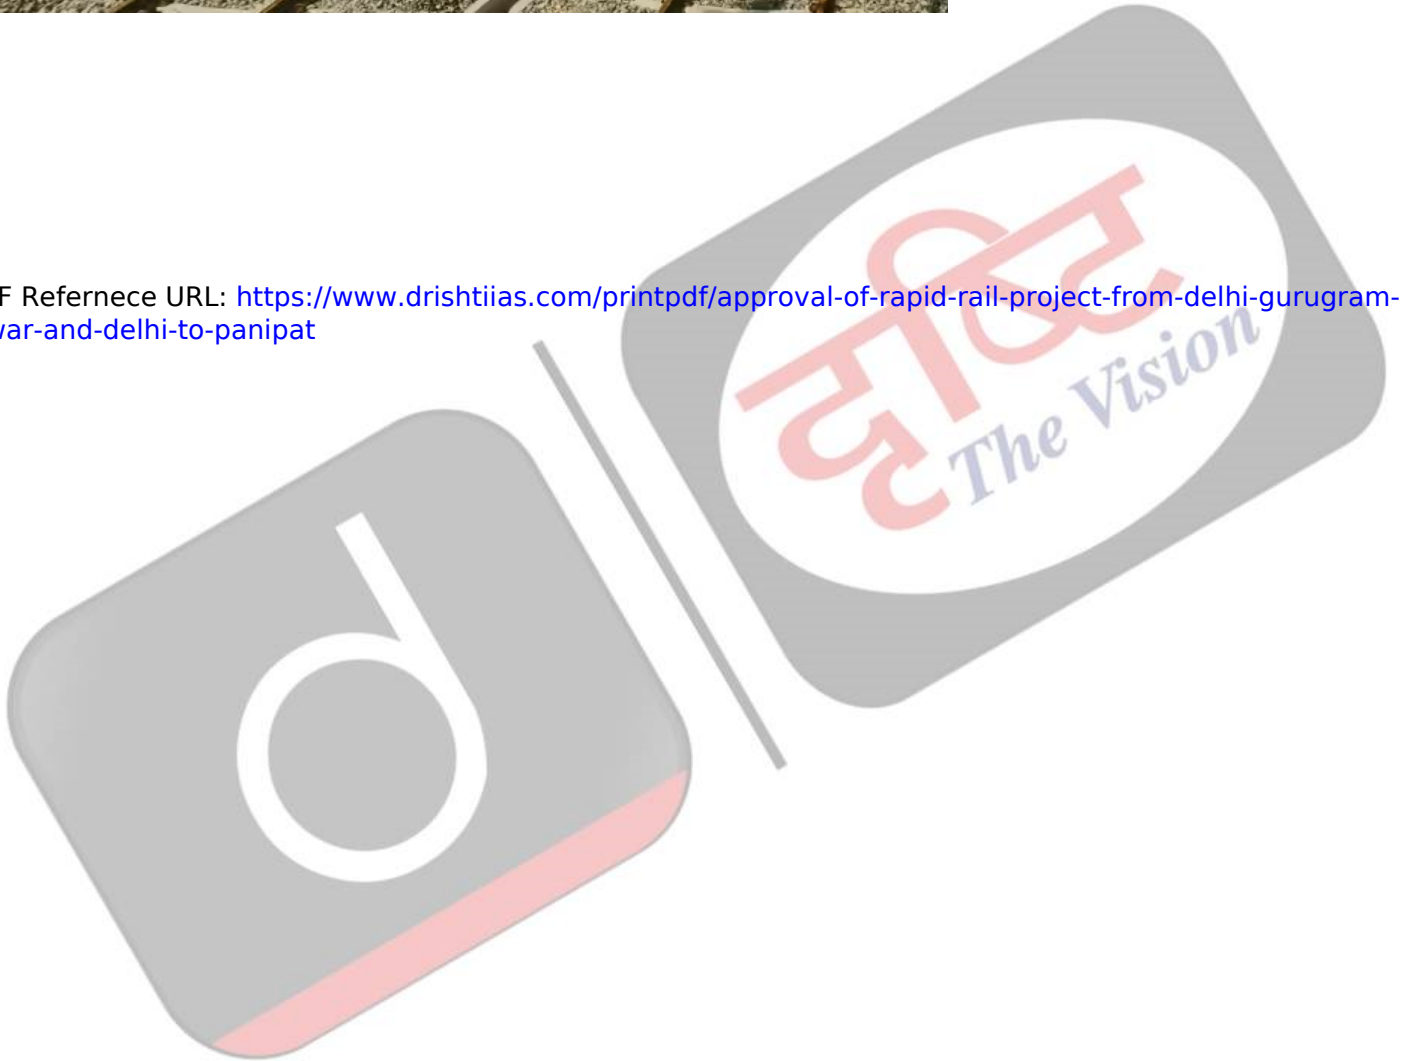 F Refernece URL: https://www.drishtiias.com/printpdf/approval-of-rapid-rail-project-from-delhi-gurugram-
var-and-delhi-to-panipat
दृष्टि
The Vision
d